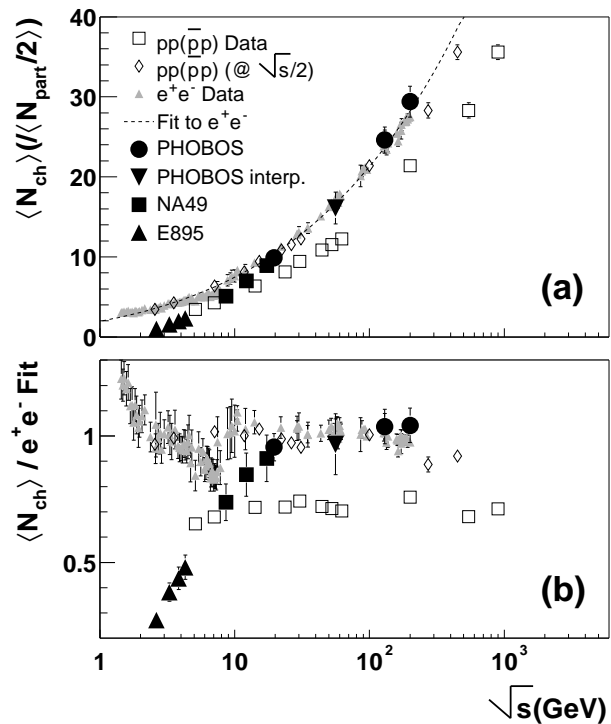 ⟨N_ch⟩(/⟨N_part/2⟩)
40
30
20
10
0
pp(p̄p) Data
pp(p̄p) (@ √s/2)
e⁺e⁻ Data
Fit to e⁺e⁻
PHOBOS
PHOBOS interp.
NA49
E895
(a)
⟨N_ch⟩ / e⁺e⁻ Fit
1
0.5
(b)
1 10 10² 10³
√s(GeV)